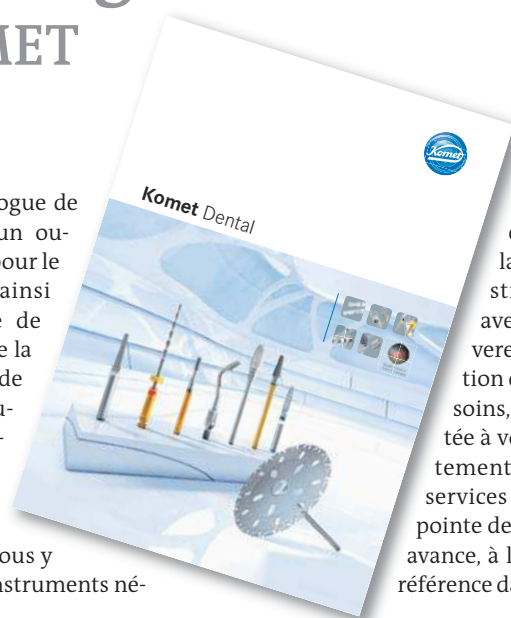 MET
ogue de
un ou-
pour le
ainsi
de
e la
de
u-
-
ous y
nstruments né-
Komet
Komet Dental
la
str
ave
vere
tion
soins,
tée à v
tement
services
pointe de
avance, à l
référence da